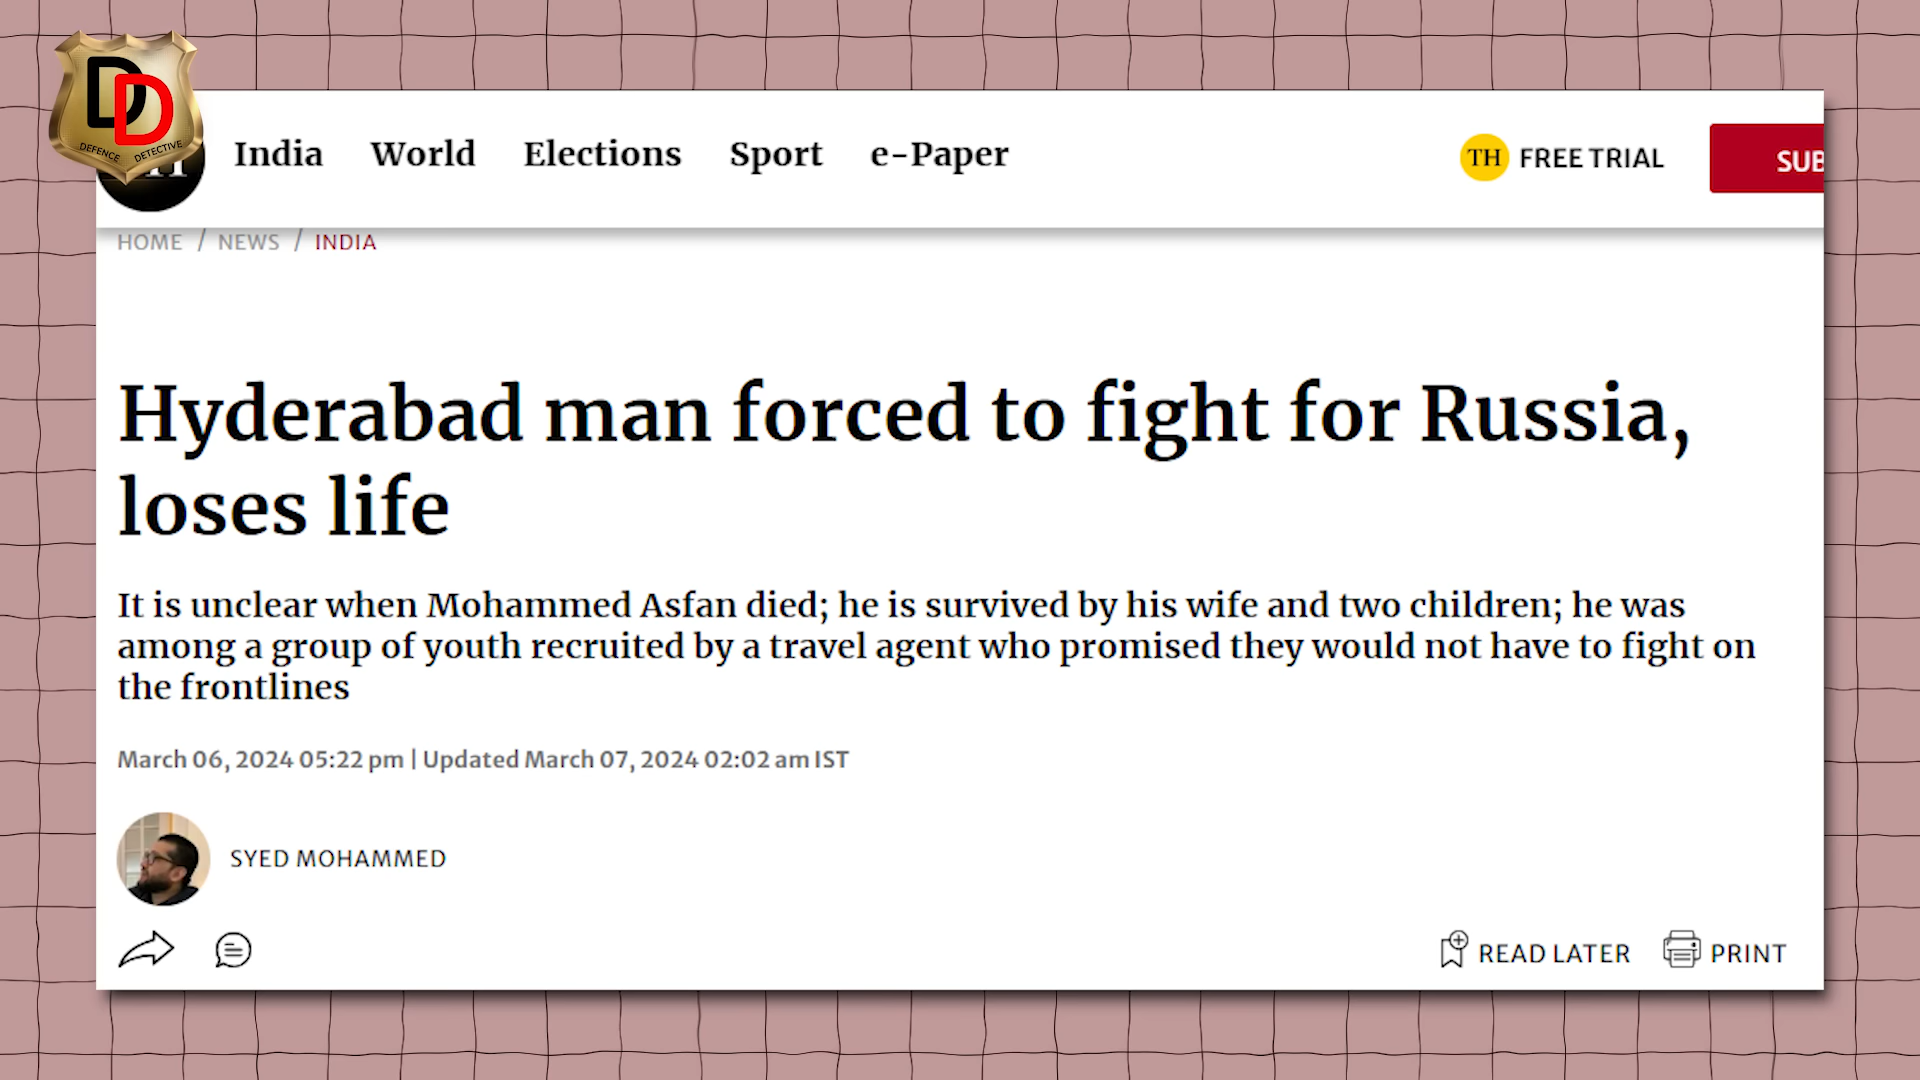 DD
DEFENCE DETECTIVE
India World Elections Sport e-Paper
TH FREE TRIAL
SUB
HOME / NEWS / INDIA
Hyderabad man forced to fight for Russia,
loses life
It is unclear when Mohammed Asfan died; he is survived by his wife and two children; he was
among a group of youth recruited by a travel agent who promised they would not have to fight on
the frontlines
March 06, 2024 05:22 pm | Updated March 07, 2024 02:02 am IST
SYED MOHAMMED
READ LATER PRINT